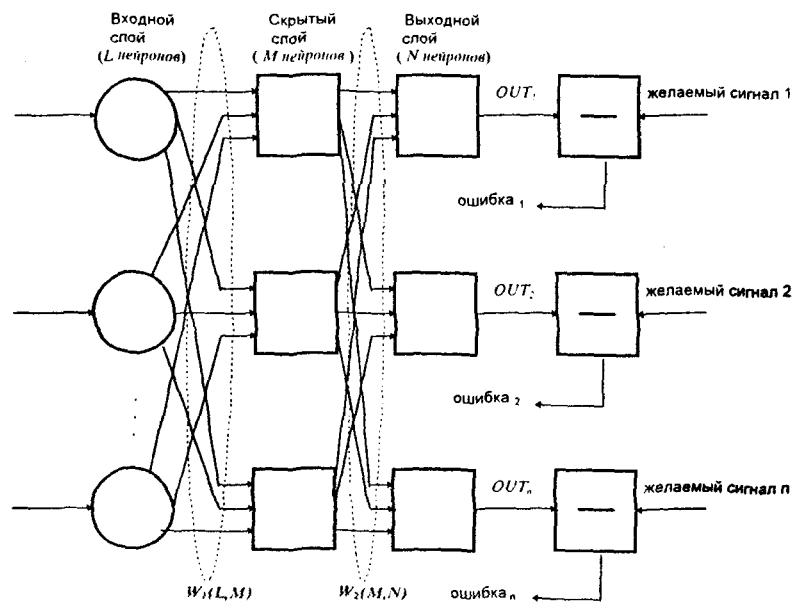 Входной
слой
(L нейронов)
Скрытый
слой
(M нейронов)
Выходной
слой
(N нейронов)
OUT₁
желаемый сигнал 1
ошибка ₁
OUT₂
желаемый сигнал 2
ошибка ₂
OUTₙ
желаемый сигнал n
ошибка ₙ
W₁(L,M)
W₂(M,N)